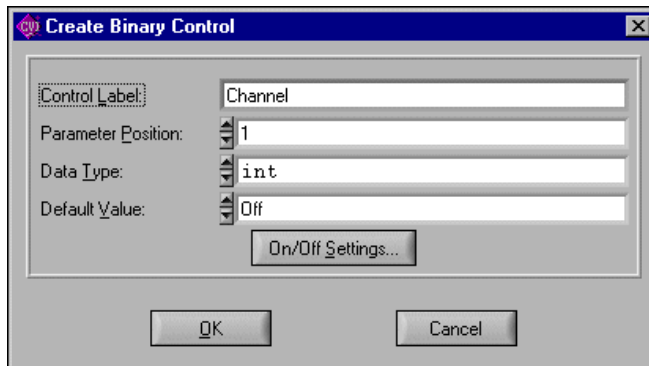 CVI Create Binary Control
Control Label: Channel
Parameter Position: 1
Data Type: int
Default Value: Off
On/Off Settings...
OK Cancel